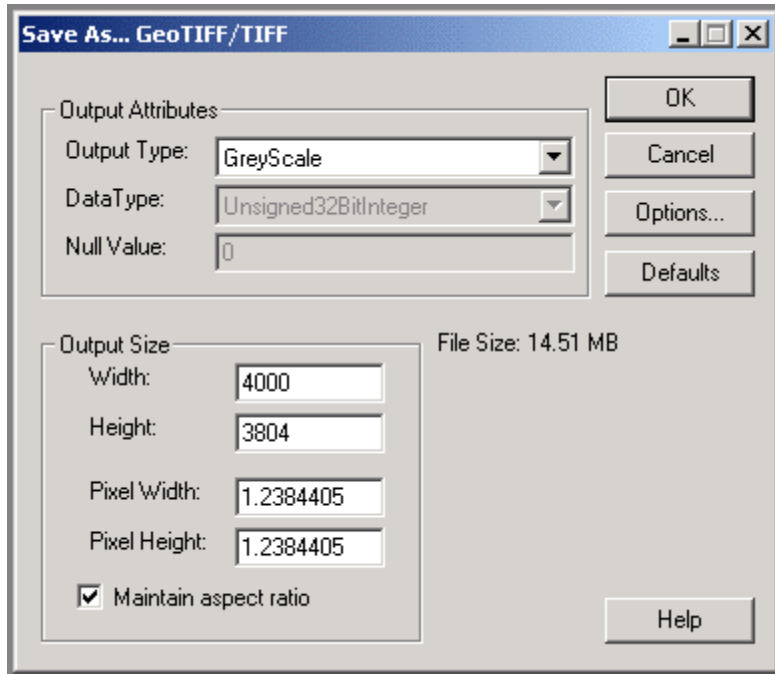 Save As... GeoTIFF/TIFF
Output Attributes
Output Type: GreyScale
DataType: Unsigned32BitInteger
Null Value: 0
OK
Cancel
Options...
Defaults
Output Size
Width: 4000
Height: 3804
Pixel Width: 1.2384405
Pixel Height: 1.2384405
Maintain aspect ratio
File Size: 14.51 MB
Help